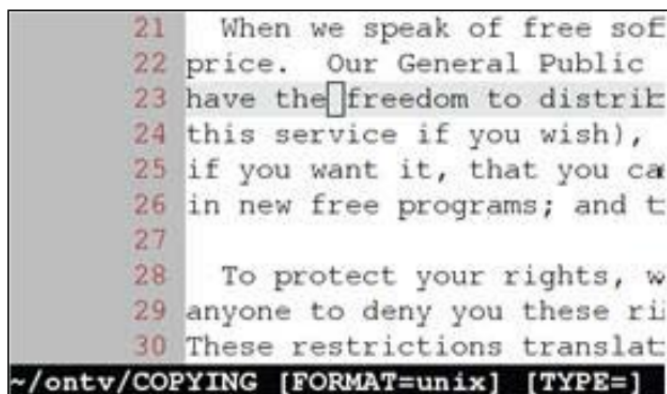 21 When we speak of free sof
22 price. Our General Public
23 have the freedom to distrib
24 this service if you wish),
25 if you want it, that you ca
26 in new free programs; and t
27
28 To protect your rights, w
29 anyone to deny you these ri
30 These restrictions translat
~/ontv/COPYING [FORMAT=unix] [TYPE=]